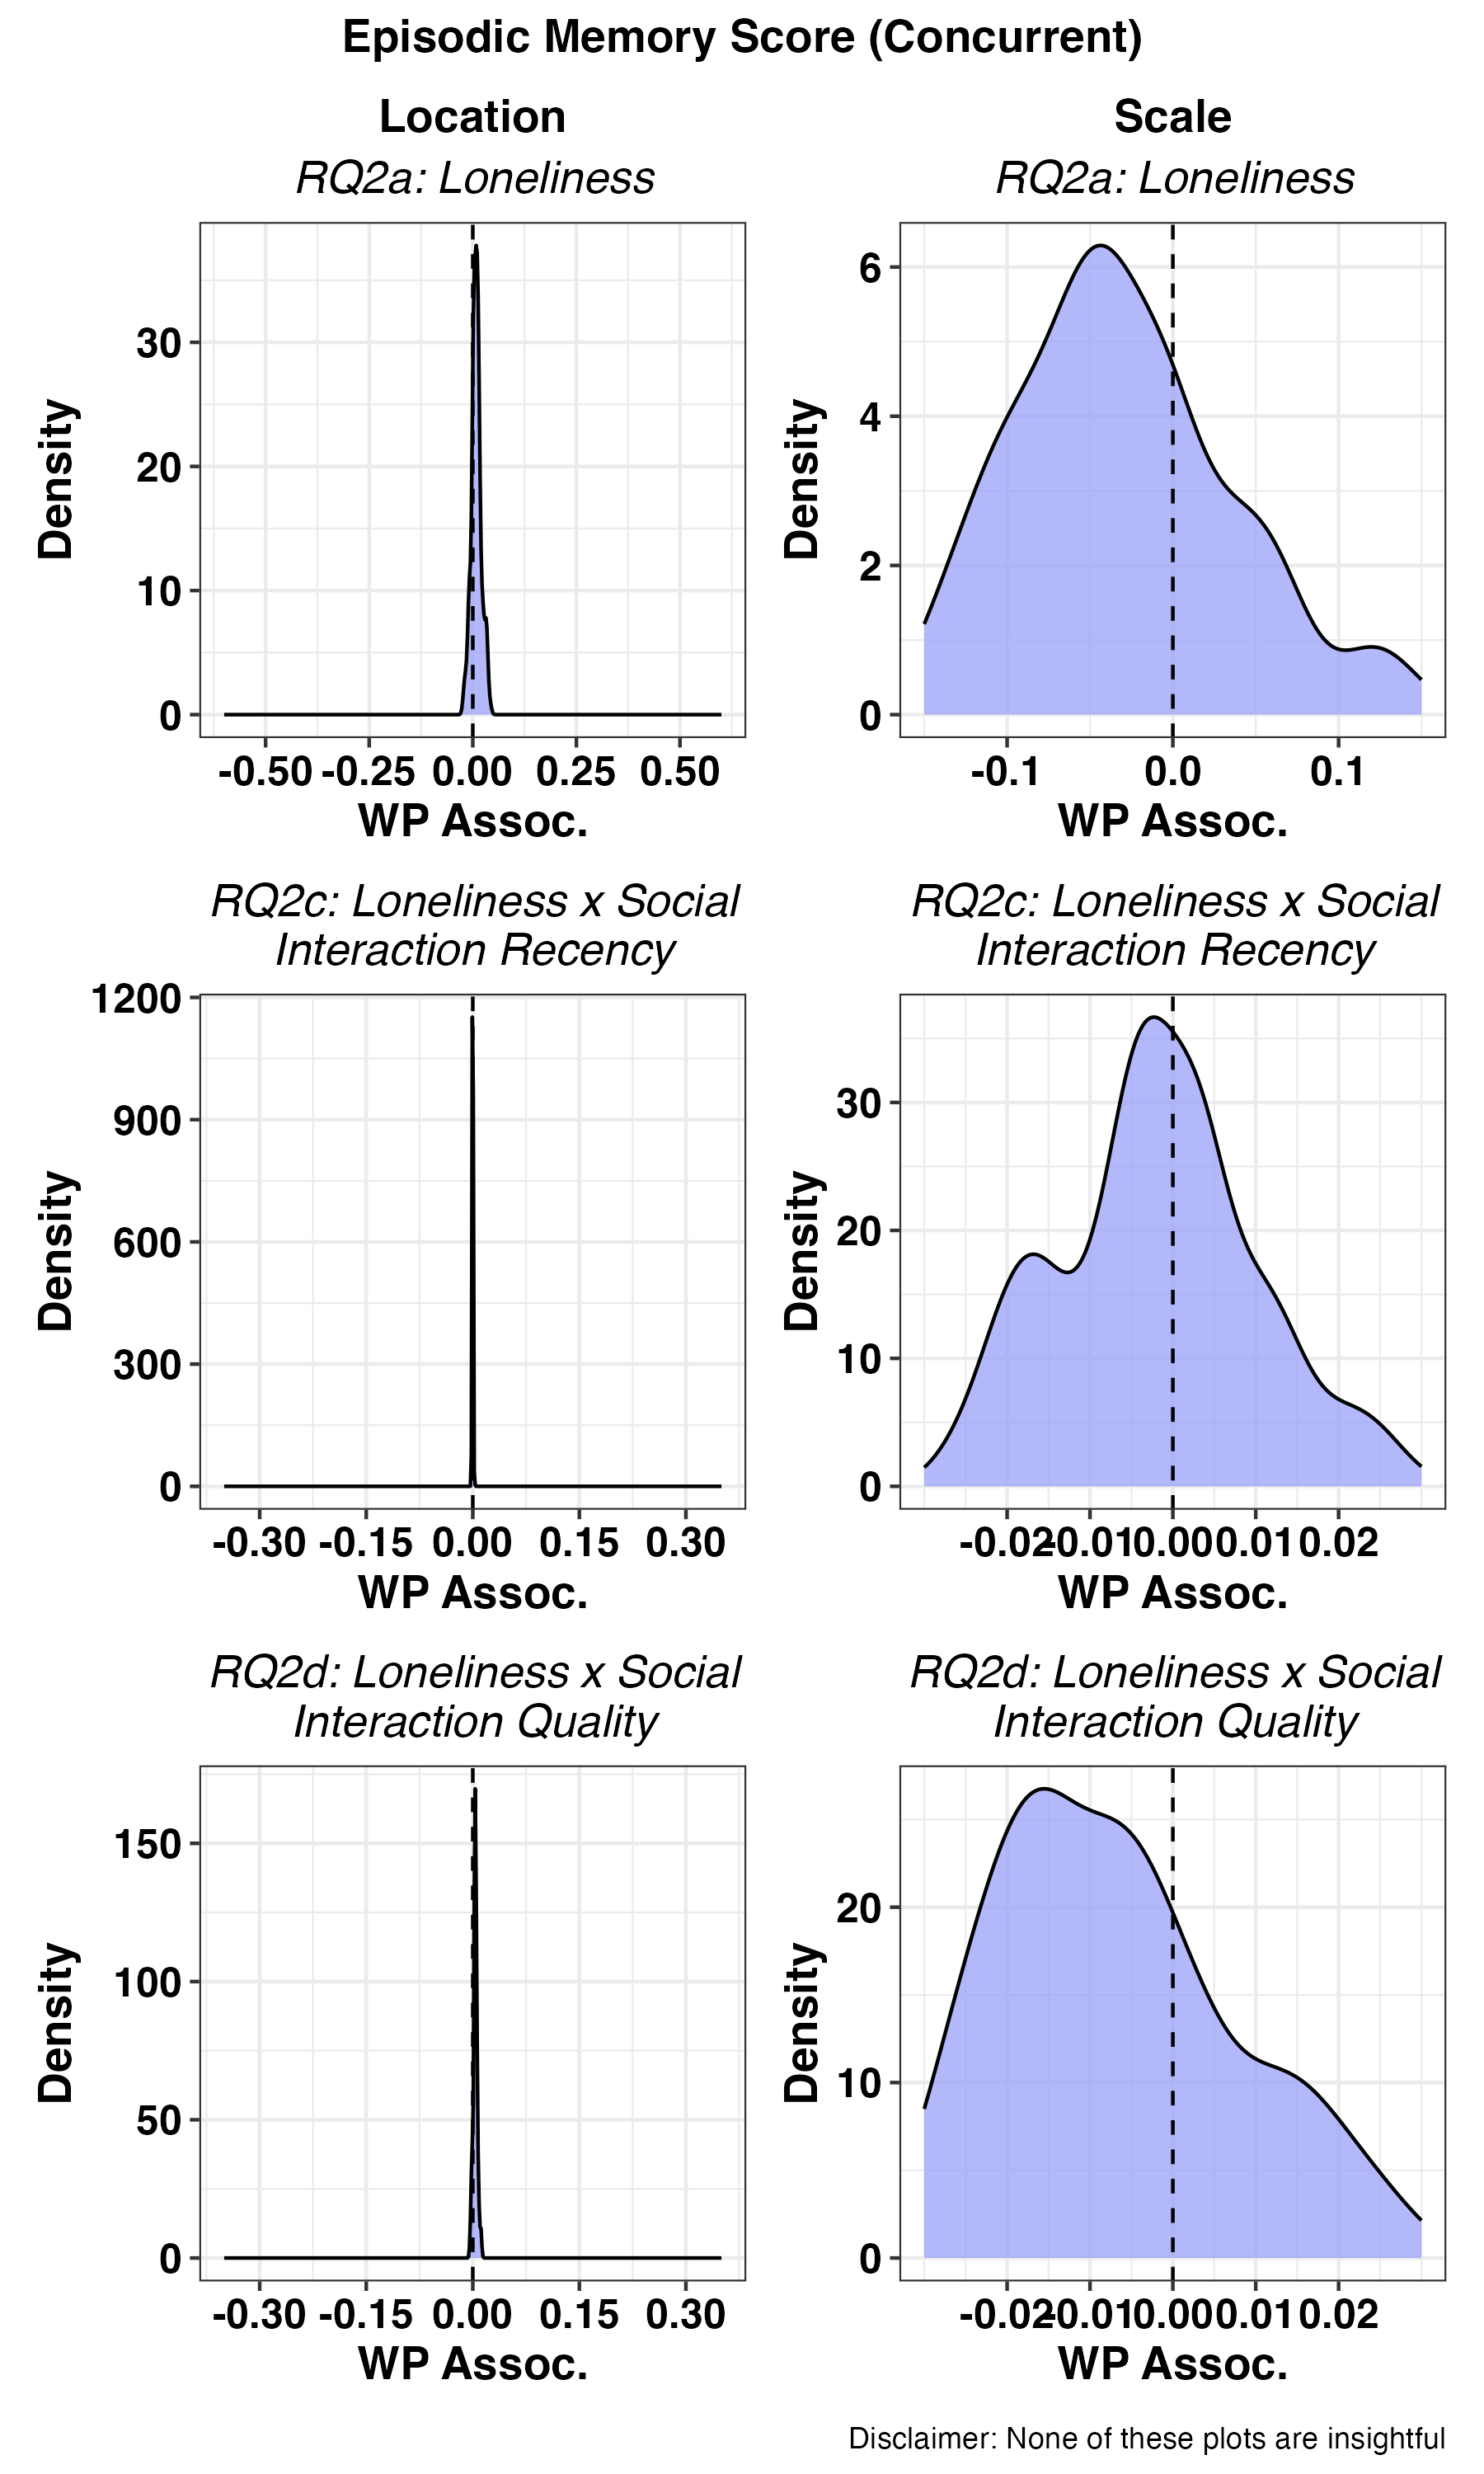 Episodic Memory Score (Concurrent)
Location
Scale
RQ2a: Loneliness
RQ2a: Loneliness
Density
30
20
10
0
-0.50 -0.25 0.00 0.25 0.50
WP Assoc.
Density
6
4
2
0
-0.1 0.0 0.1
WP Assoc.
RQ2c: Loneliness x Social
Interaction Recency
Density
1200
900
600
300
0
-0.30 -0.15 0.00 0.15 0.30
WP Assoc.
RQ2c: Loneliness x Social
Interaction Recency
Density
30
20
10
0
-0.02 -0.01 0.00 0.01 0.02
WP Assoc.
RQ2d: Loneliness x Social
Interaction Quality
Density
150
100
50
0
-0.30 -0.15 0.00 0.15 0.30
WP Assoc.
RQ2d: Loneliness x Social
Interaction Quality
Density
20
10
0
-0.02 -0.01 0.00 0.01 0.02
WP Assoc.
Disclaimer: None of these plots are insightful